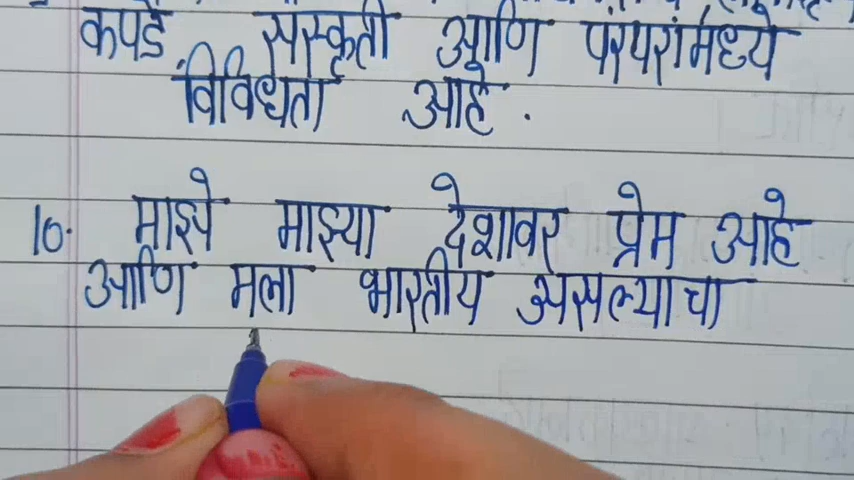 कपडे, संस्कृती आणि परंपरांमध्ये
विविधता आहे.
10. माझे माझ्या देशावर प्रेम आहे
आणि मला भारतीय असल्याचा